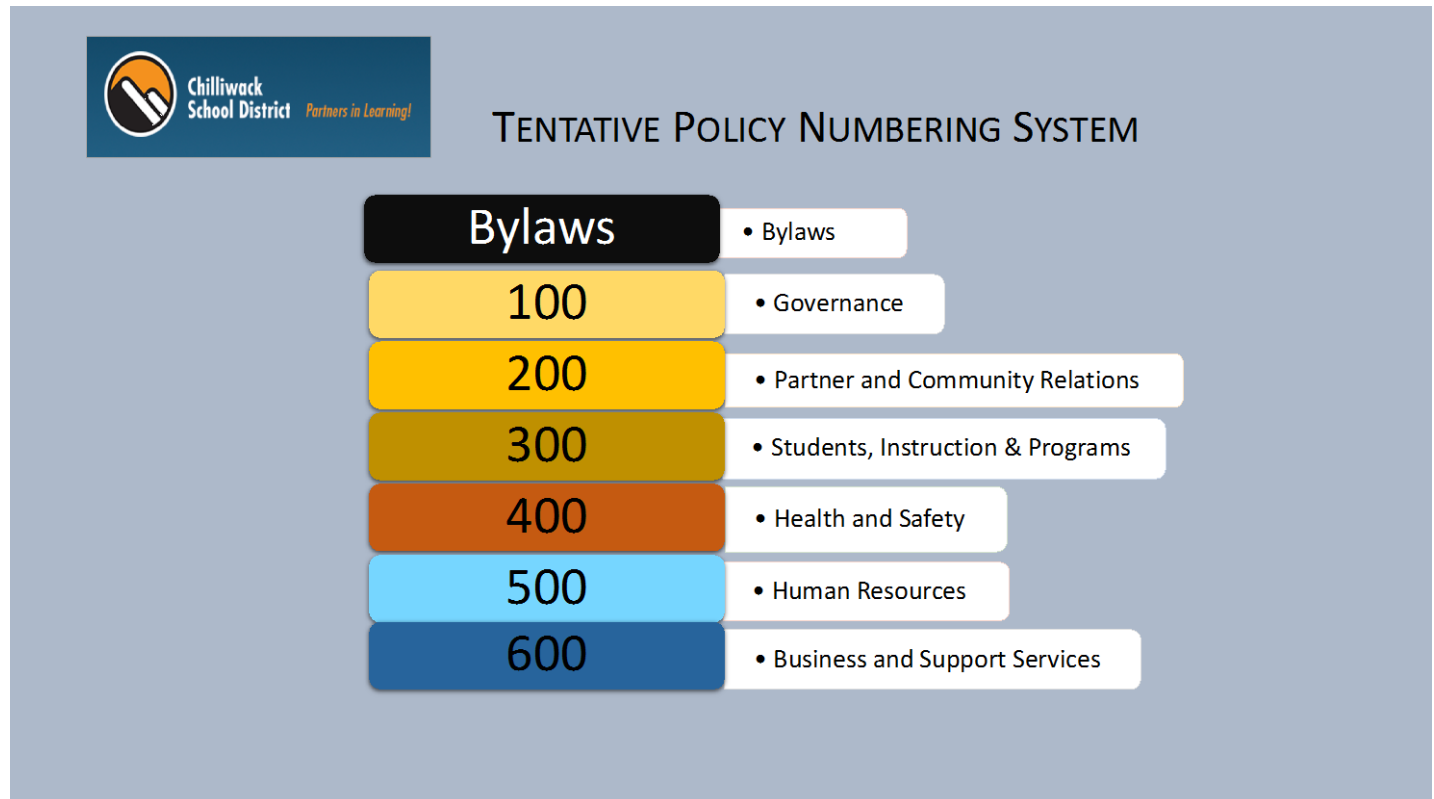 Chilliwack
School District Partners in Learning!
TENTATIVE POLICY NUMBERING SYSTEM
Bylaws
• Bylaws
100
• Governance
200
• Partner and Community Relations
300
• Students, Instruction & Programs
400
• Health and Safety
500
• Human Resources
600
• Business and Support Services